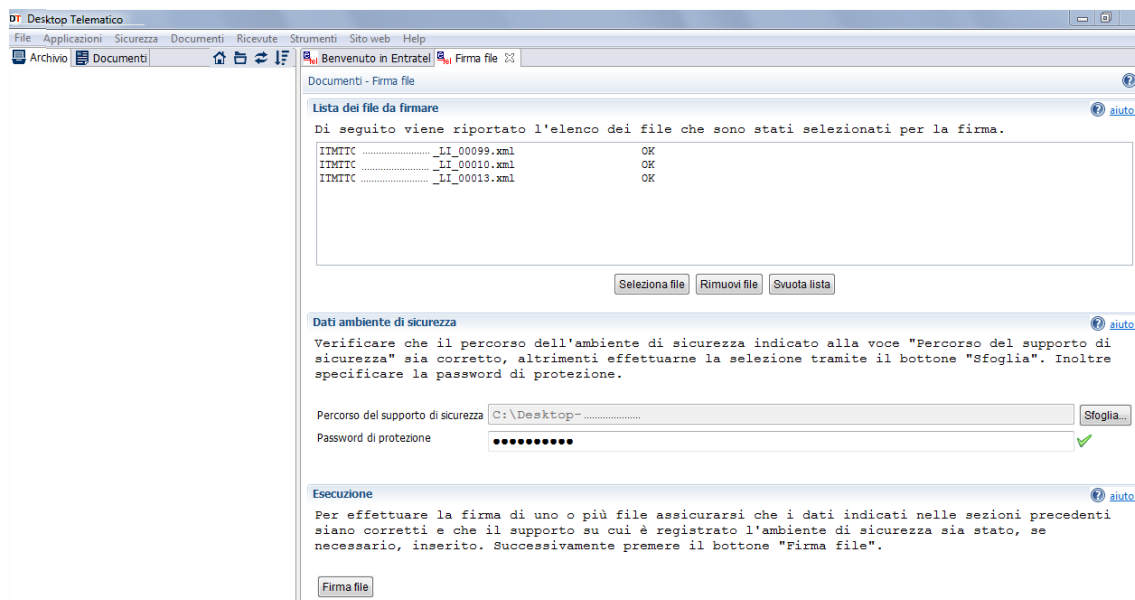 DT Desktop Telematico
File Applicazioni Sicurezza Documenti Ricevute Strumenti Sito web Help
Archivio Documenti Benvenuto in Entratel Firma file
Documenti - Firma file
Lista dei file da firmare aiuto
Di seguito viene riportato l'elenco dei file che sono stati selezionati per la firma.
ITMTTC ........................ _LI_00099.xml OK
ITMTTC ........................ _LI_00010.xml OK
ITMTTC ........................ _LI_00013.xml OK
Seleziona file Rimuovi file Svuota lista
Dati ambiente di sicurezza aiuto
Verificare che il percorso dell'ambiente di sicurezza indicato alla voce "Percorso del supporto di
sicurezza" sia corretto, altrimenti effettuarne la selezione tramite il bottone "Sfoglia". Inoltre
specificare la password di protezione.
Percorso del supporto di sicurezza C:\Desktop-..................... Sfoglia...
Password di protezione ●●●●●●●●●●
Esecuzione aiuto
Per effettuare la firma di uno o più file assicurarsi che i dati indicati nelle sezioni precedenti
siano corretti e che il supporto su cui è registrato l'ambiente di sicurezza sia stato, se
necessario, inserito. Successivamente premere il bottone "Firma file".
Firma file